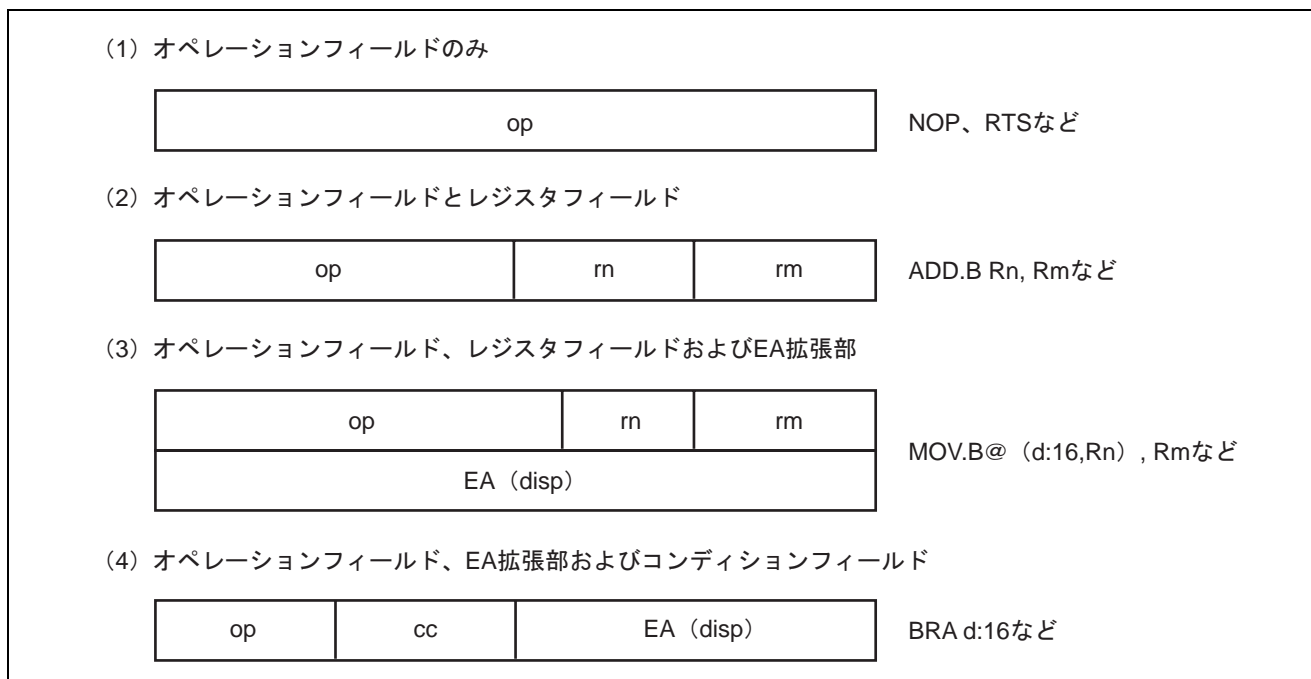 (1) オペレーションフィールドのみ
op
NOP、RTSなど
(2) オペレーションフィールドとレジスタフィールド
op rn rm
ADD.B Rn, Rmなど
(3) オペレーションフィールド、レジスタフィールドおよびEA拡張部
op rn rm
EA（disp）
MOV.B@（d:16,Rn）, Rmなど
(4) オペレーションフィールド、EA拡張部およびコンディションフィールド
op cc EA（disp）
BRA d:16など